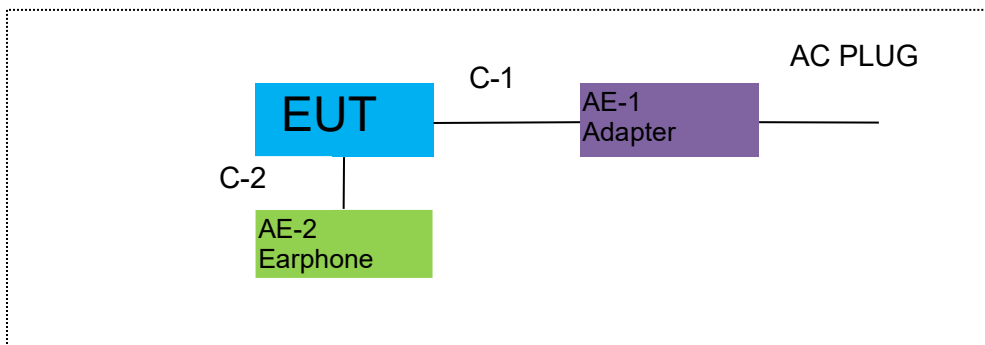 AC PLUG
C-1
EUT
AE-1
Adapter
C-2
AE-2
Earphone